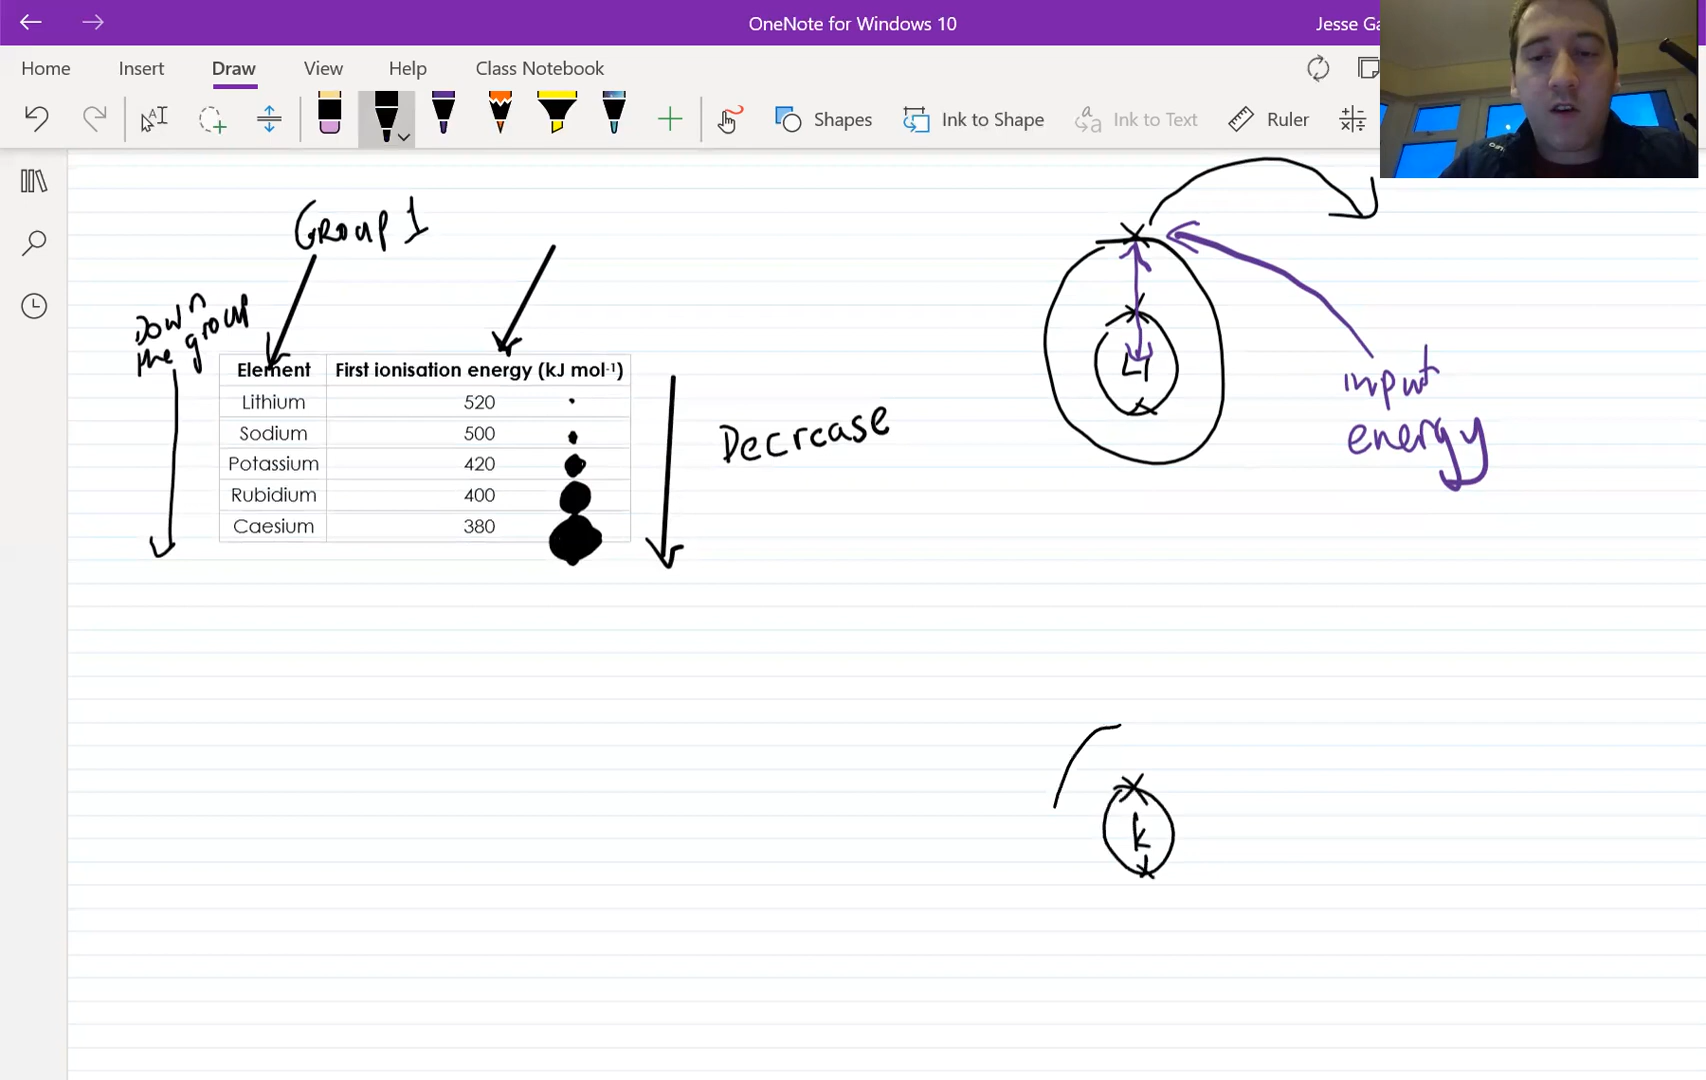 OneNote for Windows 10
Jesse Ga
Home Insert Draw View Help Class Notebook
Shapes Ink to Shape Ink to Text Ruler
Group 1
Down
the group
Element First ionisation energy (kJ mol-1)
Lithium 520
Sodium 500
Potassium 420
Rubidium 400
Caesium 380
Decrease
Li
input
energy
K